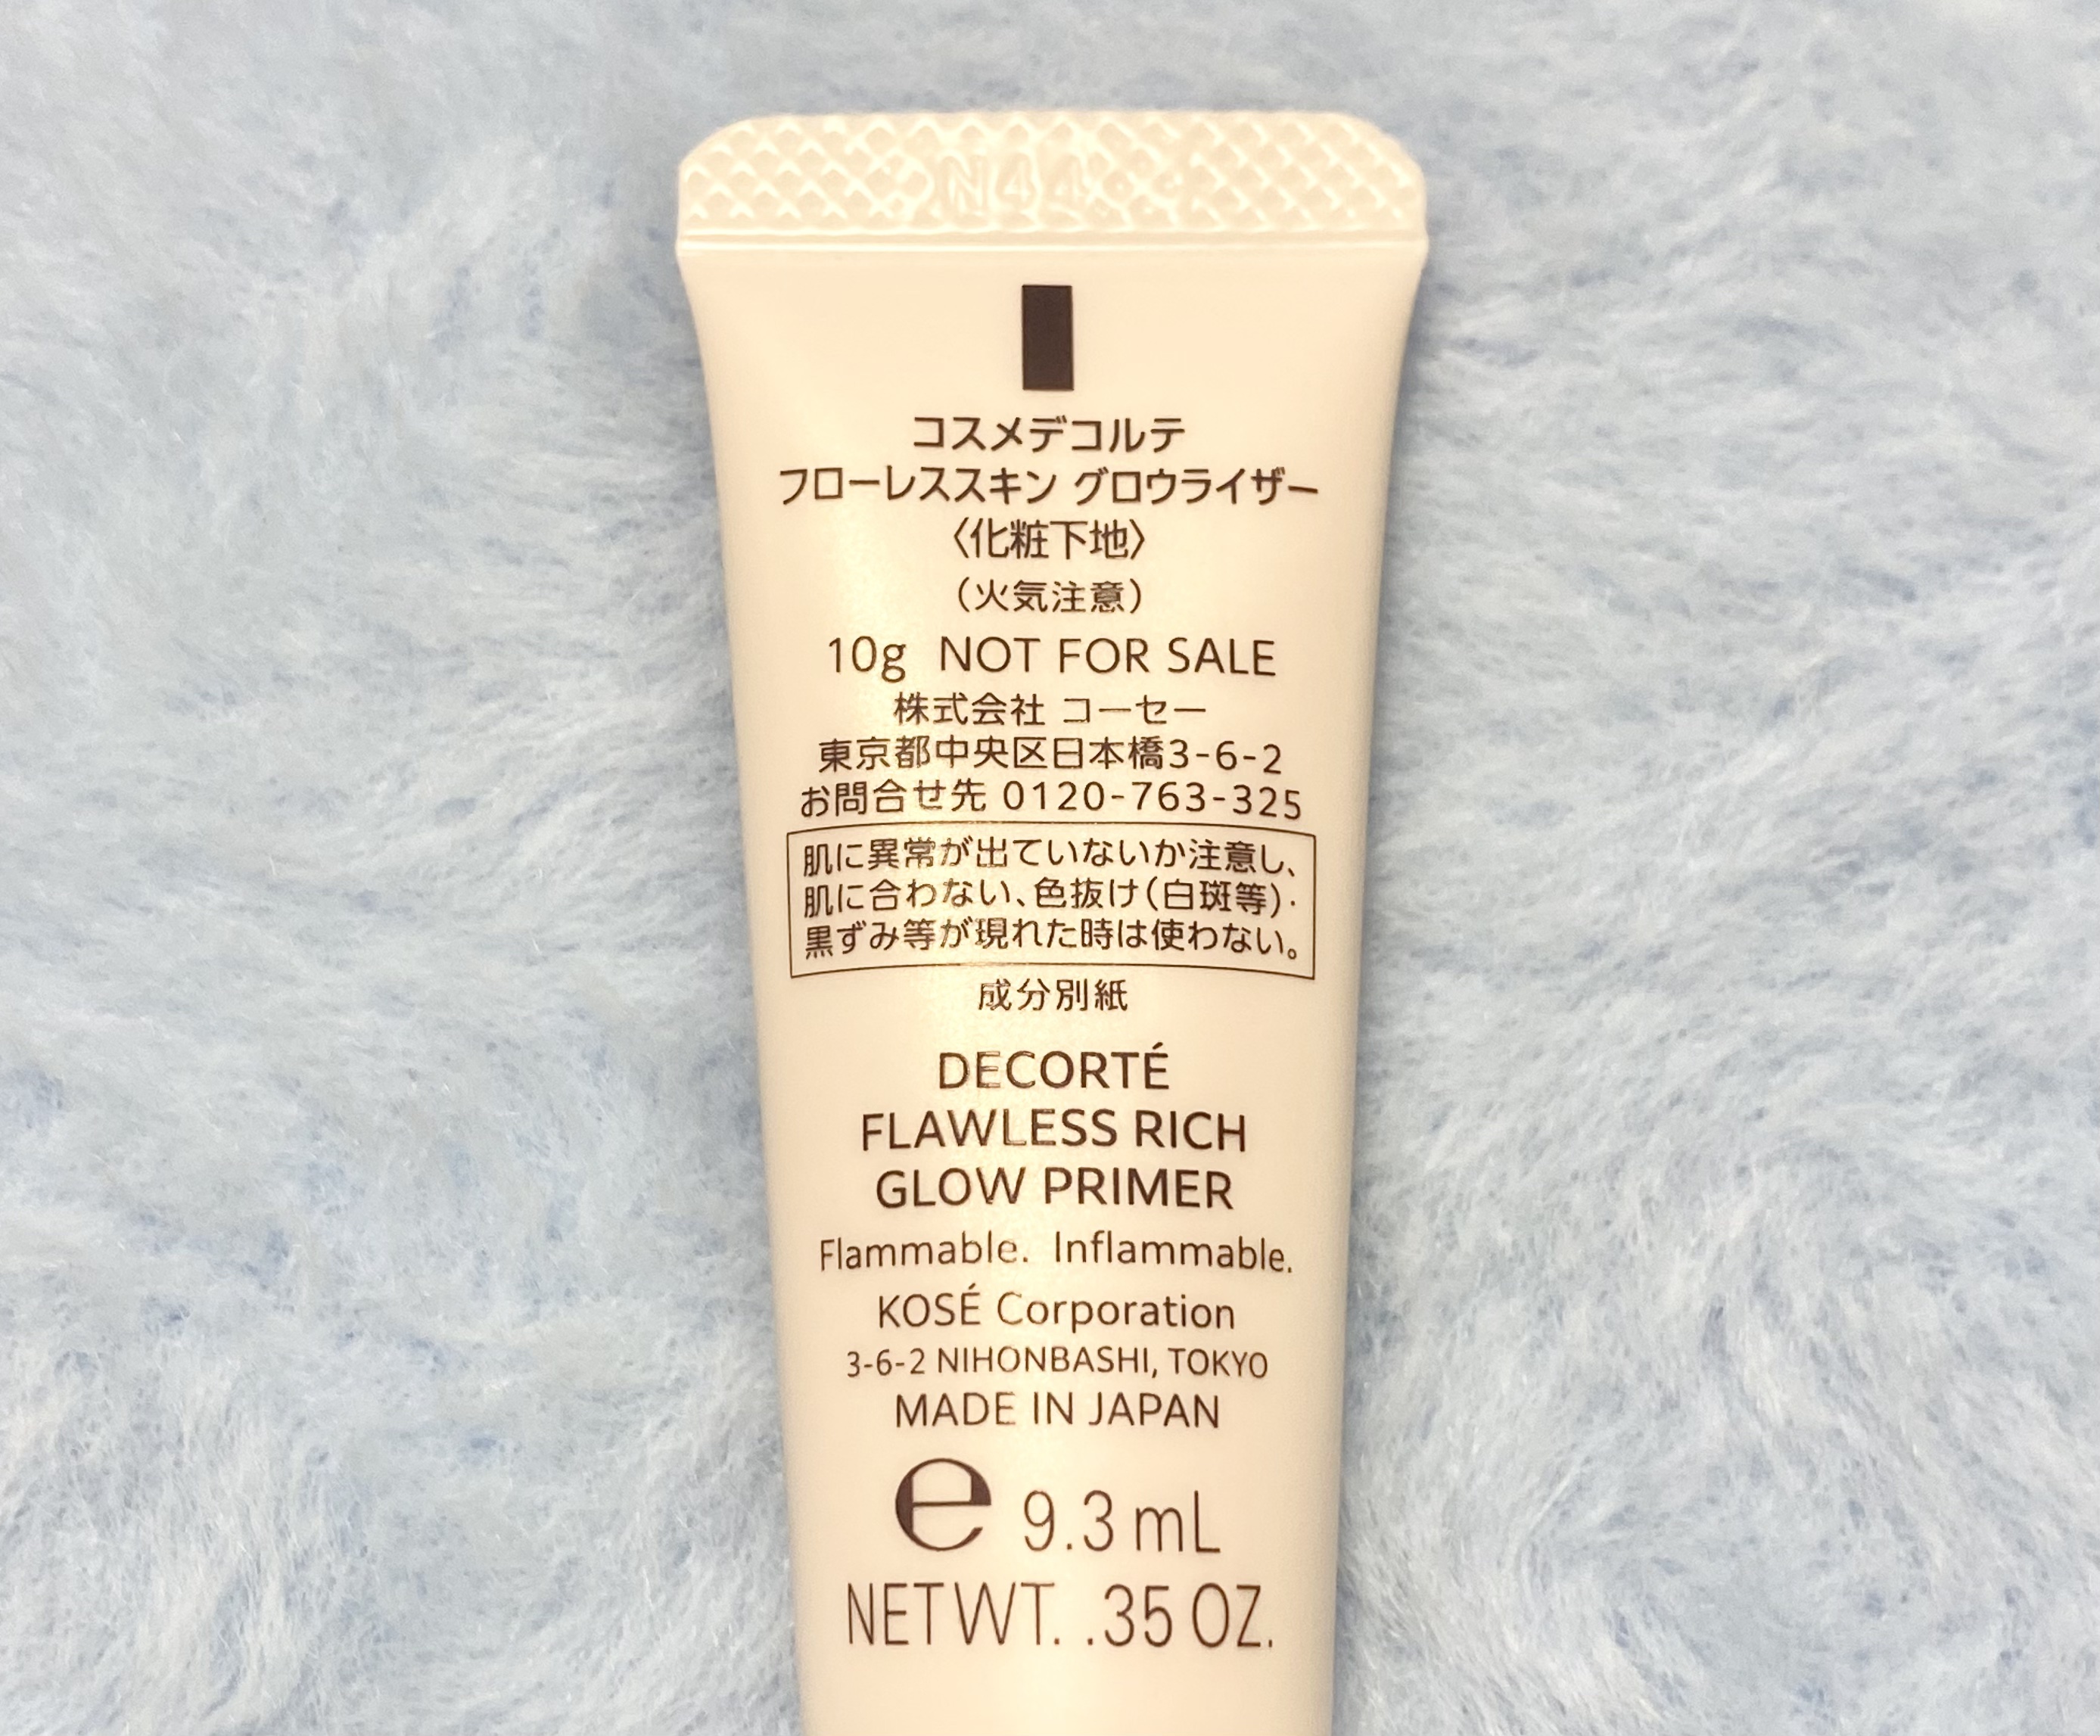 N44
コスメデコルテ
フローレススキン グロウライザー
〈化粧下地〉
（火気注意）
10g NOT FOR SALE
株式会社 コーセー
東京都中央区日本橋3-6-2
お問合せ先 0120-763-325
肌に異常が出ていないか注意し、
肌に合わない、色抜け(白斑等)・
黒ずみ等が現れた時は使わない。
成分別紙
DECORTÉ
FLAWLESS RICH
GLOW PRIMER
Flammable. Inflammable.
KOSÉ Corporation
3-6-2 NIHONBASHI, TOKYO
MADE IN JAPAN
e 9.3 mL
NET WT. .35 OZ.